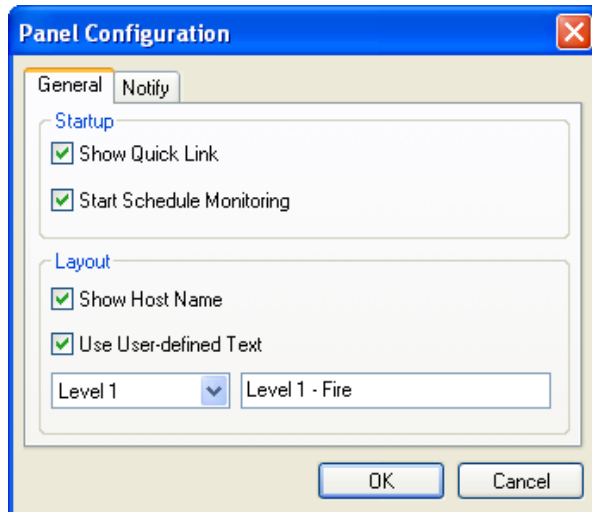 Panel Configuration
General Notify
Startup
Show Quick Link
Start Schedule Monitoring
Layout
Show Host Name
Use User-defined Text
Level 1 Level 1 - Fire
OK Cancel